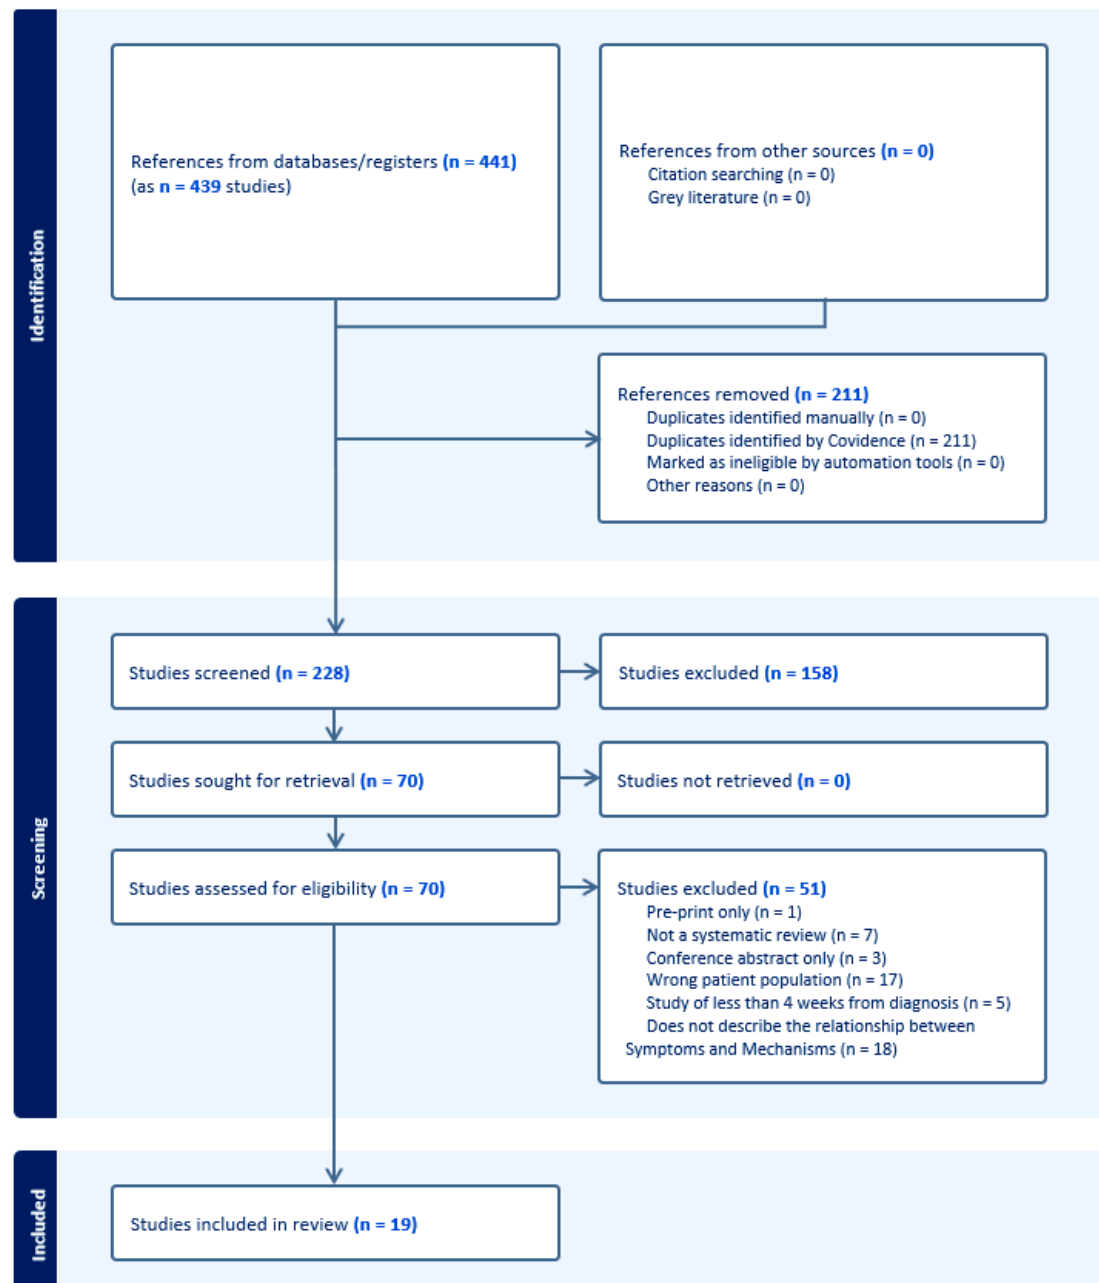 Identification
References from databases/registers (n = 441)
(as n = 439 studies)
References from other sources (n = 0)
Citation searching (n = 0)
Grey literature (n = 0)
References removed (n = 211)
Duplicates identified manually (n = 0)
Duplicates identified by Covidence (n = 211)
Marked as ineligible by automation tools (n = 0)
Other reasons (n = 0)
Screening
Studies screened (n = 228)
Studies excluded (n = 158)
Studies sought for retrieval (n = 70)
Studies not retrieved (n = 0)
Studies assessed for eligibility (n = 70)
Studies excluded (n = 51)
Pre-print only (n = 1)
Not a systematic review (n = 7)
Conference abstract only (n = 3)
Wrong patient population (n = 17)
Study of less than 4 weeks from diagnosis (n = 5)
Does not describe the relationship between
Symptoms and Mechanisms (n = 18)
Included
Studies included in review (n = 19)